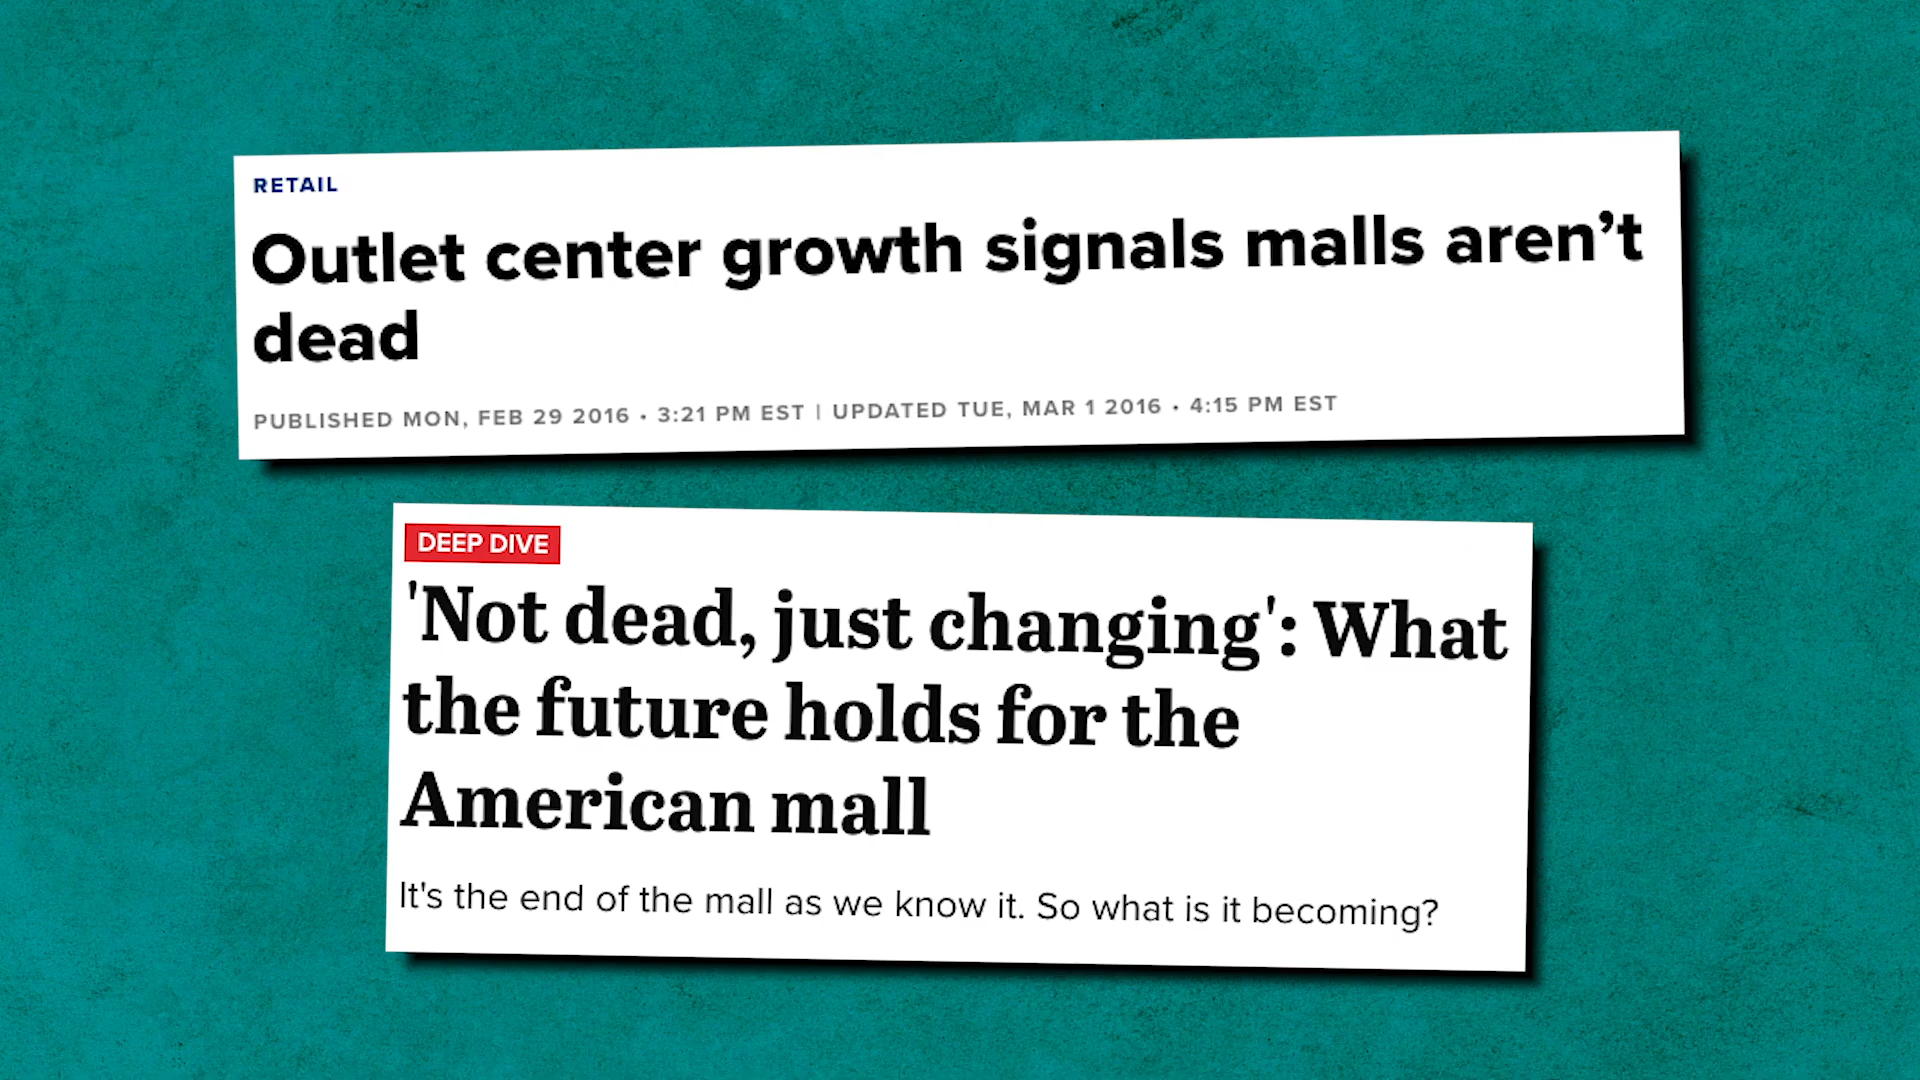 RETAIL
Outlet center growth signals malls aren’t
dead
PUBLISHED MON, FEB 29 2016 • 3:21 PM EST | UPDATED TUE, MAR 1 2016 • 4:15 PM EST
DEEP DIVE
'Not dead, just changing': What
the future holds for the
American mall
It's the end of the mall as we know it. So what is it becoming?